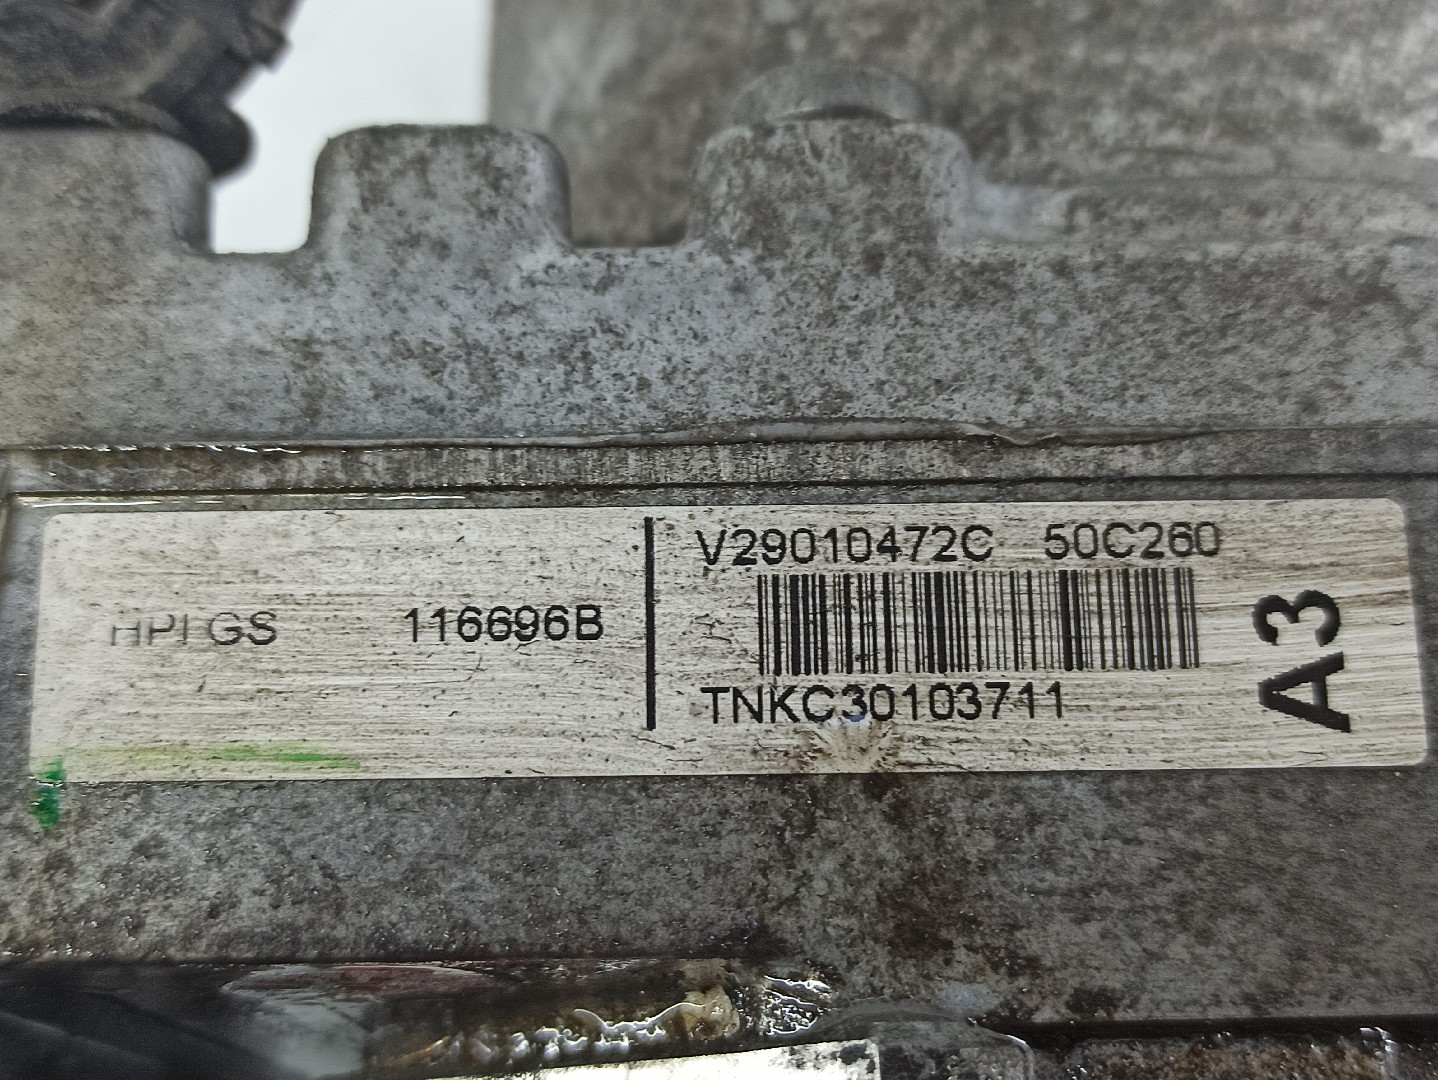 HPI GS 116696B
V29010472C 50C260
TNKC30103711
A3